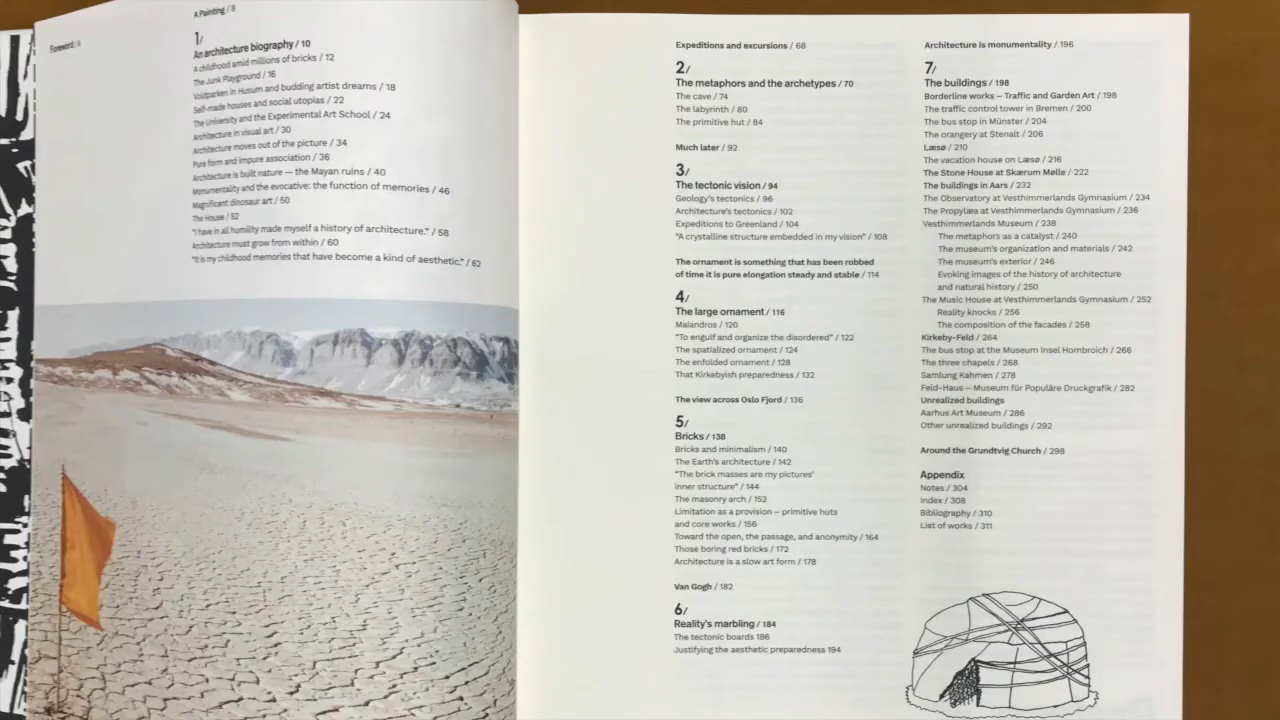 Foreword / 6
A Painting / 8
1/
An architecture biography / 10
A childhood amid millions of bricks / 12
The Junk Playground / 16
Voldparken in Husum and budding artist dreams / 18
Self-made houses and social utopias / 22
The University and the Experimental Art School / 24
Architecture in visual art / 30
Architecture moves out of the picture / 34
Pure form and impure association / 36
Architecture is built nature — the Mayan ruins / 40
Monumentality and the evocative: the function of memories / 46
Magnificent dinosaur art / 50
The House / 52
"I have in all humility made myself a history of architecture." / 58
Architecture must grow from within / 60
"It is my childhood memories that have become a kind of aesthetic." / 62
Expeditions and excursions / 68
2/
The metaphors and the archetypes / 70
The cave / 74
The labyrinth / 80
The primitive hut / 84
Much later / 92
3/
The tectonic vision / 94
Geology's tectonics / 96
Architecture's tectonics / 102
Expeditions to Greenland / 104
"A crystalline structure embedded in my vision" / 108
The ornament is something that has been robbed
of time it is pure elongation steady and stable / 114
4/
The large ornament / 116
Maiandros / 120
"To engulf and organize the disordered" / 122
The spatialized ornament / 124
The enfolded ornament / 128
That Kirkebyish preparedness / 132
The view across Oslo Fjord / 136
5/
Bricks / 138
Bricks and minimalism / 140
The Earth's architecture / 142
"The brick masses are my pictures'
inner structure" / 144
The masonry arch / 152
Limitation as a provision – primitive huts
and core works / 156
Toward the open, the passage, and anonymity / 164
Those boring red bricks / 172
Architecture is a slow art form / 178
Van Gogh / 182
6/
Reality's marbling / 184
The tectonic boards 186
Justifying the aesthetic preparedness 194
Architecture is monumentality / 196
7/
The buildings / 198
Borderline works – Traffic and Garden Art / 198
The traffic control tower in Bremen / 200
The bus stop in Münster / 204
The orangery at Stenalt / 206
Læsø / 210
The vacation house on Læsø / 216
The Stone House at Skærum Mølle / 222
The buildings in Aars / 232
The Observatory at Vesthimmerlands Gymnasium / 234
The Propylæa at Vesthimmerlands Gymnasium / 236
Vesthimmerlands Museum / 238
The metaphors as a catalyst / 240
The museum's organization and materials / 242
The museum's exterior / 246
Evoking images of the history of architecture
and natural history / 250
The Music House at Vesthimmerlands Gymnasium / 252
Reality knocks / 256
The composition of the facades / 258
Kirkeby-Feld / 264
The bus stop at the Museum Insel Hombroich / 266
The three chapels / 268
Samlung Kahmen / 278
Feld-Haus – Museum für Populäre Druckgrafik / 282
Unrealized buildings
Aarhus Art Museum / 286
Other unrealized buildings / 292
Around the Grundtvig Church / 298
Appendix
Notes / 304
Index / 308
Bibliography / 310
List of works / 311